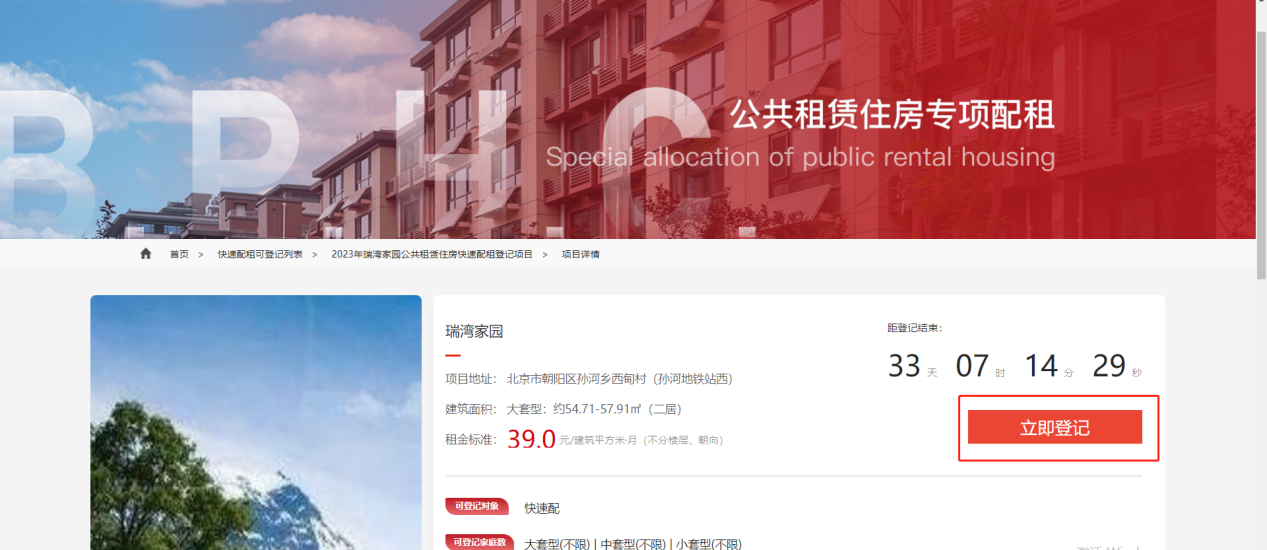 BPHC
公共租赁住房专项配租
Special allocation of public rental housing
首页 > 快速配租可登记列表 > 2023年瑞湾家园公共租赁住房快速配租登记项目 > 项目详情
瑞湾家园
项目地址： 北京市朝阳区孙河乡西甸村（孙河地铁站西）
建筑面积： 大套型：约54.71-57.91㎡（二居）
租金标准： 39.0 元/建筑平方米·月（不分楼层、朝向）
距登记结束：
33 天 07 时 14 分 29 秒
立即登记
可登记对象 快速配
可登记家庭数 大套型(不限) | 中套型(不限) | 小套型(不限)